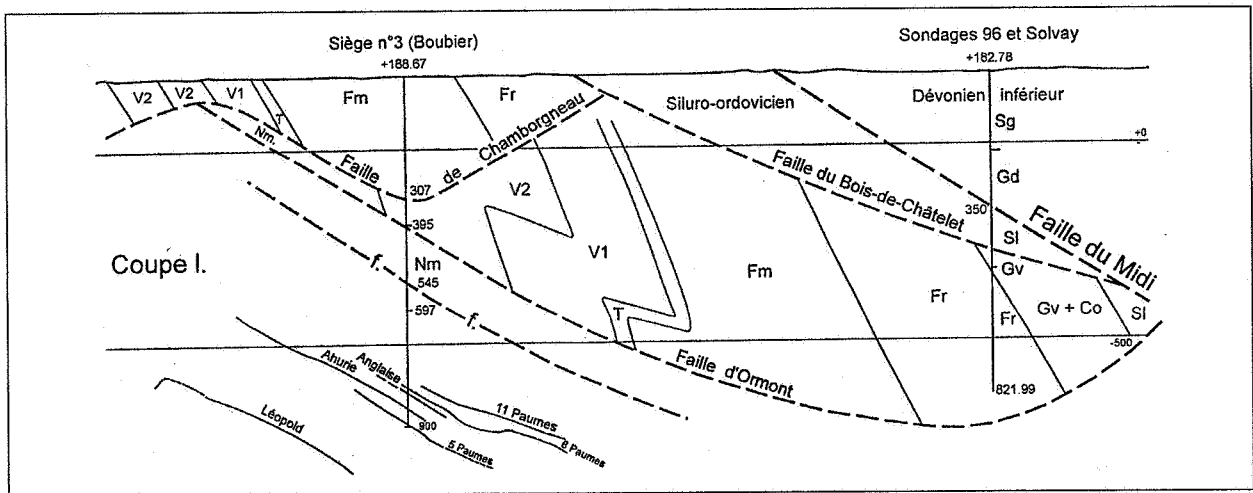 Siège n°3 (Boubier)
+188.67
Sondages 96 et Solvay
+182.78
V2
V2
V1
T
Fm
Fr
Siluro-ordovicien
Dévonien inférieur
Sg
+0
Nm.
Faille de Chamborgneau
307
V2
Faille du Bois-de-Châtelet
Gd
350
Faille du Midi
395
Sl
Coupe I.
f.
Nm
V1
Fm
Gv
545
597
f.
T
Fr
Fr
Gv + Co
Sl
-500
Faille d'Ormont
Ahurie
Anglaise
Léopold
11 Paumes
821.99
900
5 Paumes
8 Paumes